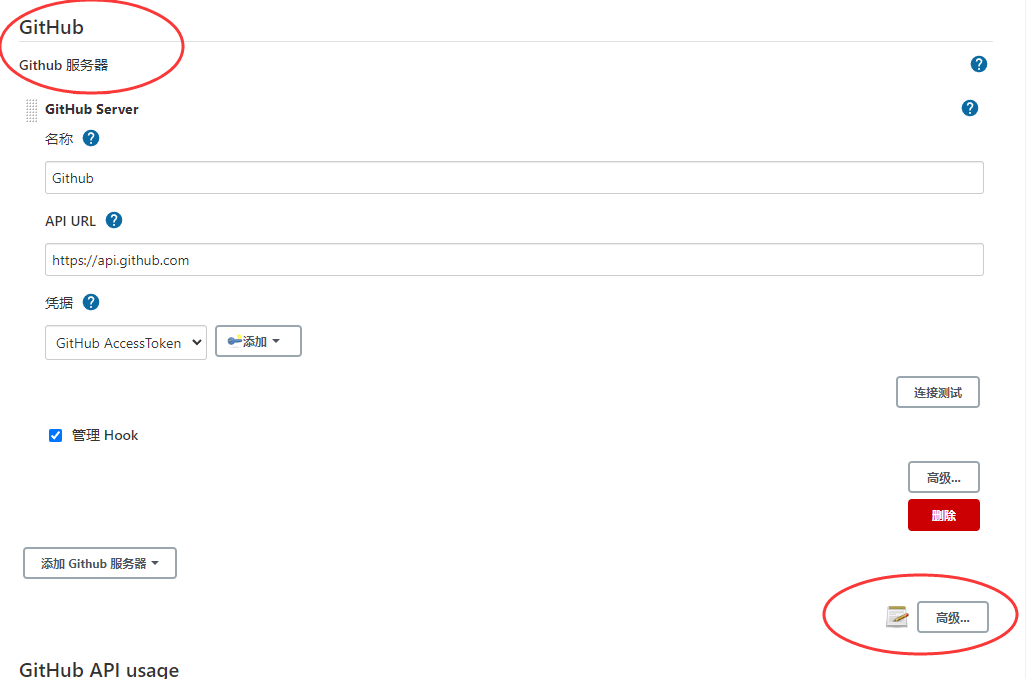 GitHub
Github 服务器
GitHub Server
名称
Github
API URL
https://api.github.com
凭据
GitHub AccessToken 添加
连接测试
管理 Hook
高级...
删除
添加 Github 服务器
高级...
GitHub API usage